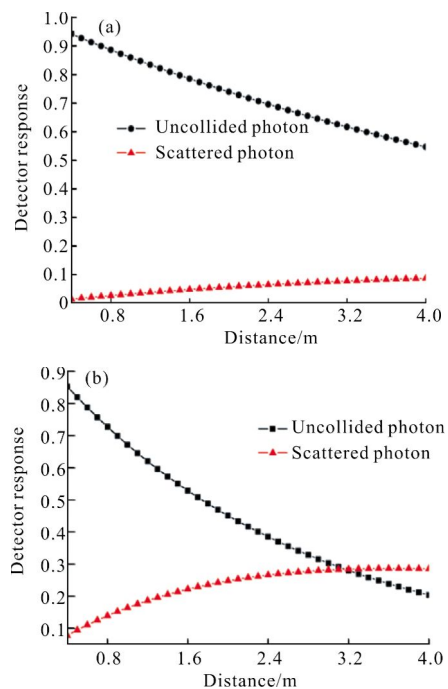 (a)
1.0
0.9
0.8
0.7
0.6
0.5
0.4
0.3
0.2
0.1
0
Detector response
Uncollided photon
Scattered photon
0.8 1.6 2.4 3.2 4.0
Distance/m
(b)
0.9
0.8
0.7
0.6
0.5
0.4
0.3
0.2
0.1
Detector response
Uncollided photon
Scattered photon
0.8 1.6 2.4 3.2 4.0
Distance/m